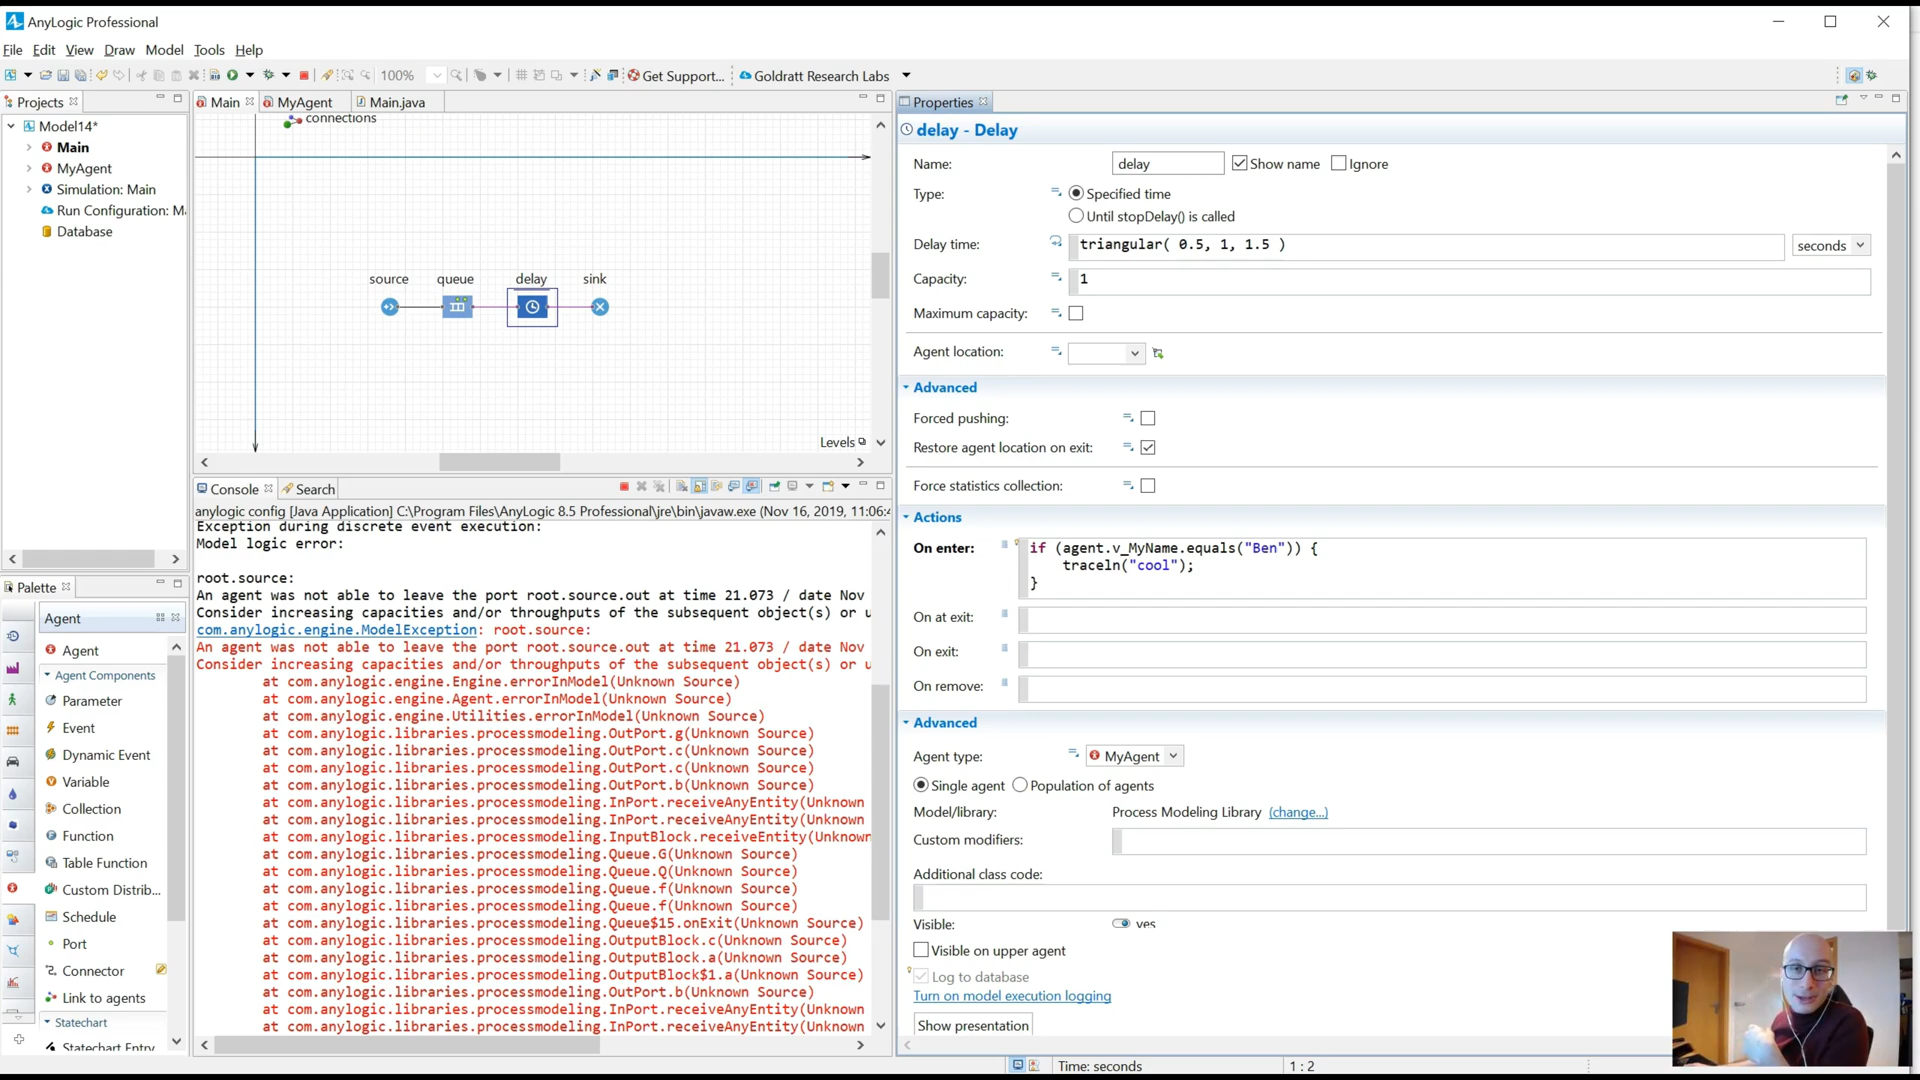 AnyLogic Professional
File Edit View Draw Model Tools Help
100% Get Support... Goldratt Research Labs
Projects
Model14*
Main
MyAgent
Simulation: Main
Run Configuration: Ma
Database
Palette
Agent
Agent
Agent Components
Parameter
Event
Dynamic Event
Variable
Collection
Function
Table Function
Custom Distrib...
Schedule
Port
Connector
Link to agents
Statechart
Statechart Entry
Main MyAgent Main.java
connections
source queue delay sink
Levels
Console Search
anylogic config [Java Application] C:\Program Files\AnyLogic 8.5 Professional\jre\bin\javaw.exe (Nov 16, 2019, 11:06:4
Exception during discrete event execution:
Model logic error:
root.source:
An agent was not able to leave the port root.source.out at time 21.073 / date Nov
Consider increasing capacities and/or throughputs of the subsequent object(s) or u
com.anylogic.engine.ModelException: root.source:
An agent was not able to leave the port root.source.out at time 21.073 / date Nov
Consider increasing capacities and/or throughputs of the subsequent object(s) or u
at com.anylogic.engine.Engine.errorInModel(Unknown Source)
at com.anylogic.engine.Agent.errorInModel(Unknown Source)
at com.anylogic.engine.Utilities.errorInModel(Unknown Source)
at com.anylogic.libraries.processmodeling.OutPort.g(Unknown Source)
at com.anylogic.libraries.processmodeling.OutPort.c(Unknown Source)
at com.anylogic.libraries.processmodeling.OutPort.c(Unknown Source)
at com.anylogic.libraries.processmodeling.OutPort.b(Unknown Source)
at com.anylogic.libraries.processmodeling.InPort.receiveAnyEntity(Unknown
at com.anylogic.libraries.processmodeling.InPort.receiveAnyEntity(Unknown
at com.anylogic.libraries.processmodeling.InputBlock.receiveEntity(Unknown
at com.anylogic.libraries.processmodeling.Queue.G(Unknown Source)
at com.anylogic.libraries.processmodeling.Queue.Q(Unknown Source)
at com.anylogic.libraries.processmodeling.Queue.f(Unknown Source)
at com.anylogic.libraries.processmodeling.Queue.f(Unknown Source)
at com.anylogic.libraries.processmodeling.Queue$15.onExit(Unknown Source)
at com.anylogic.libraries.processmodeling.OutputBlock.c(Unknown Source)
at com.anylogic.libraries.processmodeling.OutputBlock.a(Unknown Source)
at com.anylogic.libraries.processmodeling.OutputBlock$1.a(Unknown Source)
at com.anylogic.libraries.processmodeling.OutPort.b(Unknown Source)
at com.anylogic.libraries.processmodeling.InPort.receiveAnyEntity(Unknown
at com.anylogic.libraries.processmodeling.InPort.receiveAnyEntity(Unknown
Properties
delay - Delay
Name: delay Show name Ignore
Type: Specified time
Until stopDelay() is called
Delay time: triangular( 0.5, 1, 1.5 ) seconds
Capacity: 1
Maximum capacity:
Agent location:
Advanced
Forced pushing:
Restore agent location on exit:
Force statistics collection:
Actions
On enter: if (agent.v_MyName.equals("Ben")) {
traceln("cool");
}
On at exit:
On exit:
On remove:
Advanced
Agent type: MyAgent
Single agent Population of agents
Model/library: Process Modeling Library (change...)
Custom modifiers:
Additional class code:
Visible: yes
Visible on upper agent
Log to database
Turn on model execution logging
Show presentation
Time: seconds 1 : 2